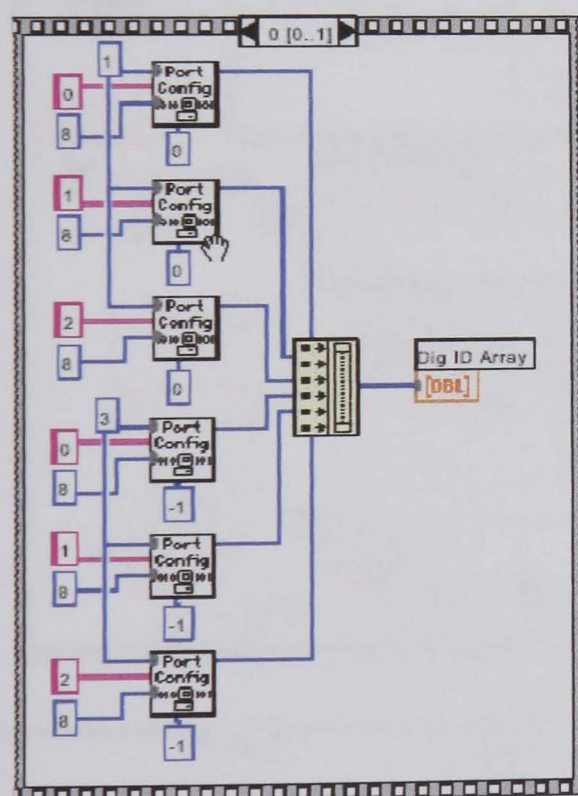 0 [0..1]
1
Port
Config
0
8
0
Port
Config
1
8
0
Port
Config
2
8
0
3
Port
Config
0
8
-1
Port
Config
1
8
-1
Port
Config
2
8
-1
Dig ID Array
[DBL]